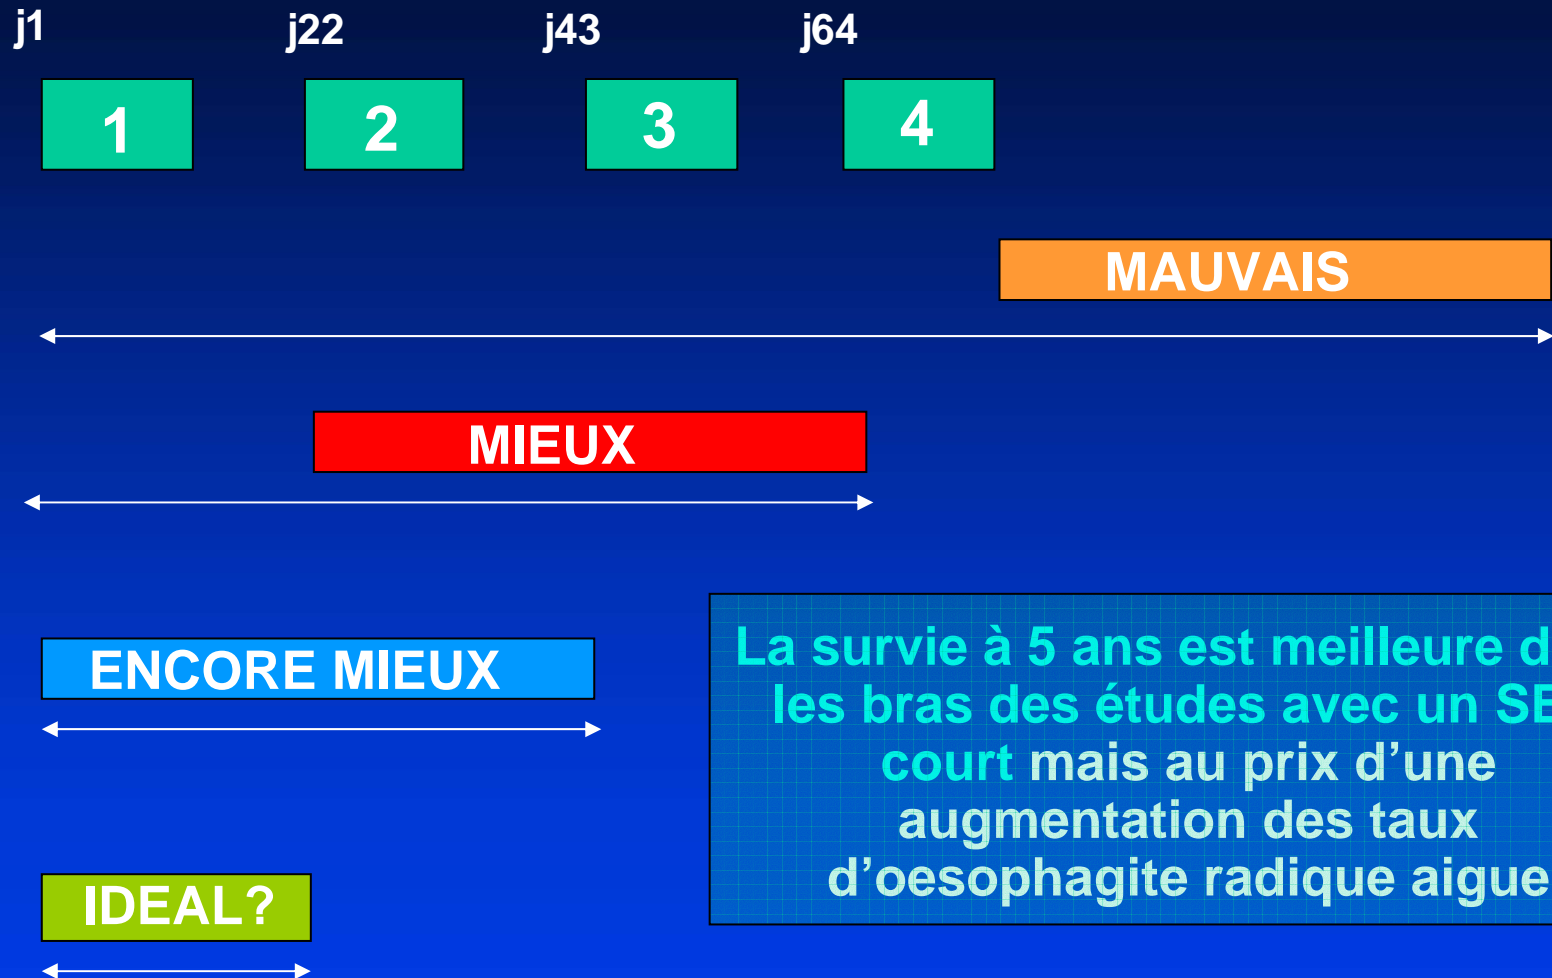 j1 j22 j43 j64
1 2 3 4
MAUVAIS
MIEUX
ENCORE MIEUX
La survie à 5 ans est meilleure
les bras des études avec un
court mais au prix d’une
augmentation des taux
d’oesophagite radique aigue
IDEAL?